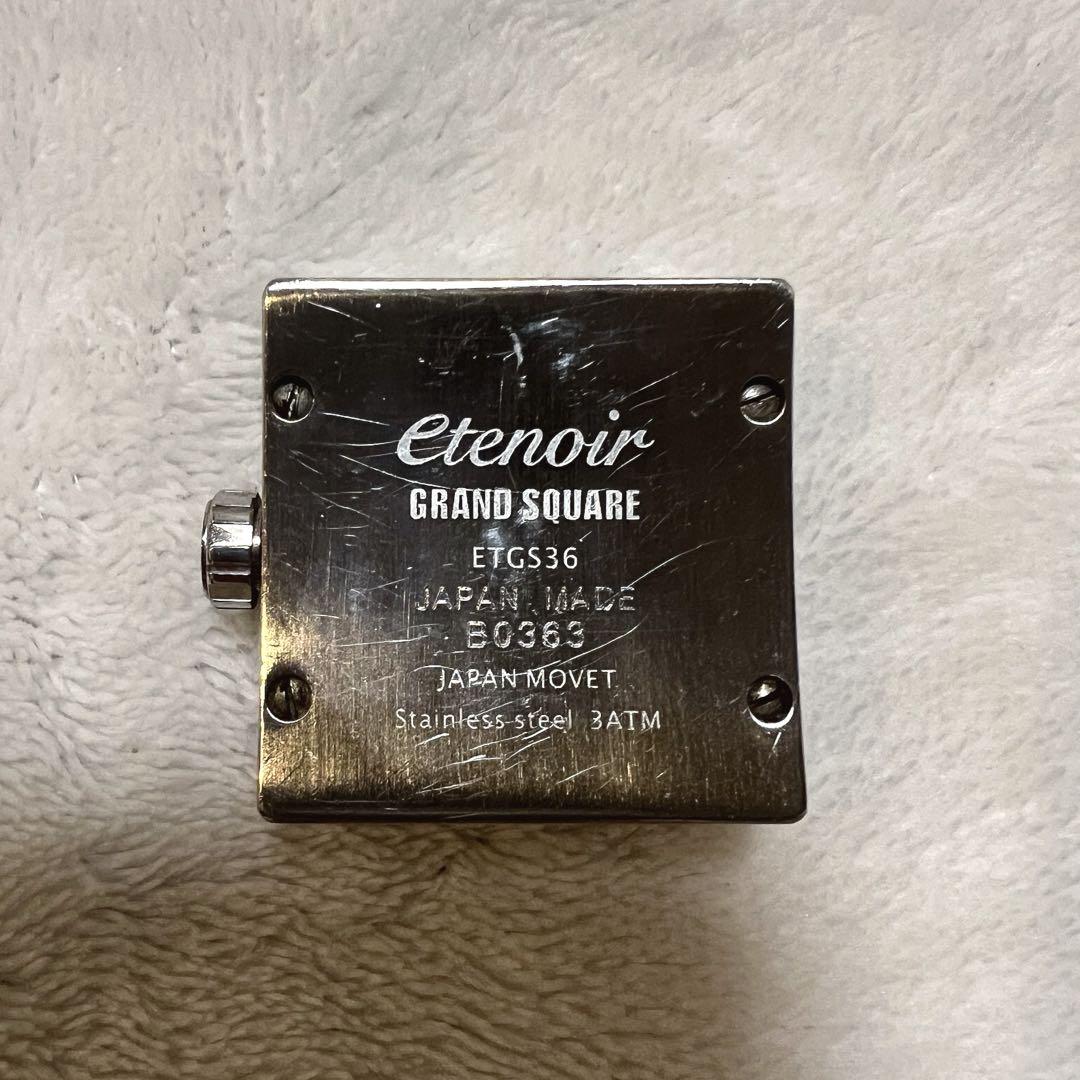 etenoir
GRAND SQUARE
ETGS36
JAPAN MADE
B0363
JAPAN MOVET
Stainless steel 3ATM